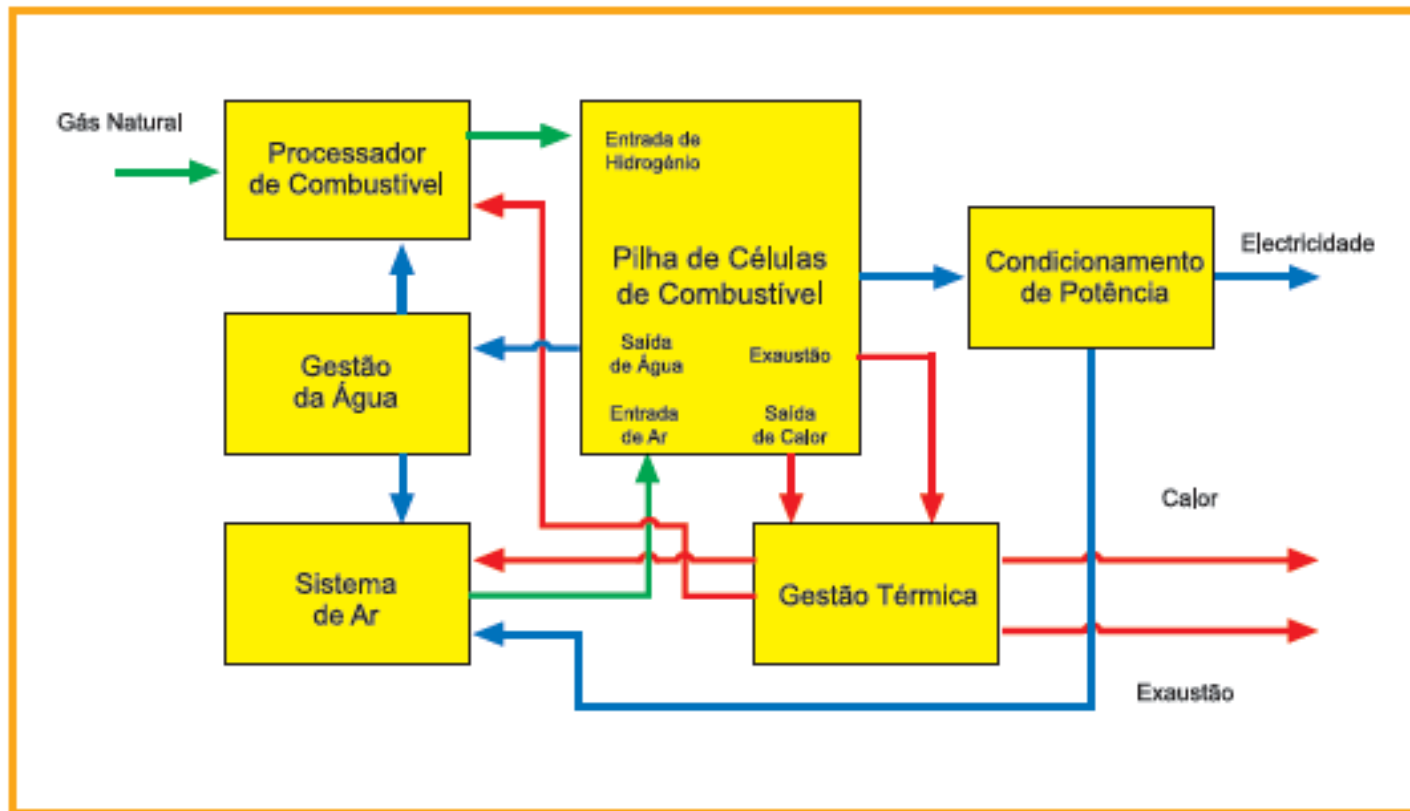 Gás Natural
Processador
de Combustível
Entrada de
Hidrogénio
Pilha de Células
de Combustível
Saída
de Água
Exaustão
Entrada
de Ar
Saída
de Calor
Condicionamento
de Potência
Electricidade
Gestão
da Água
Sistema
de Ar
Gestão Térmica
Calor
Exaustão